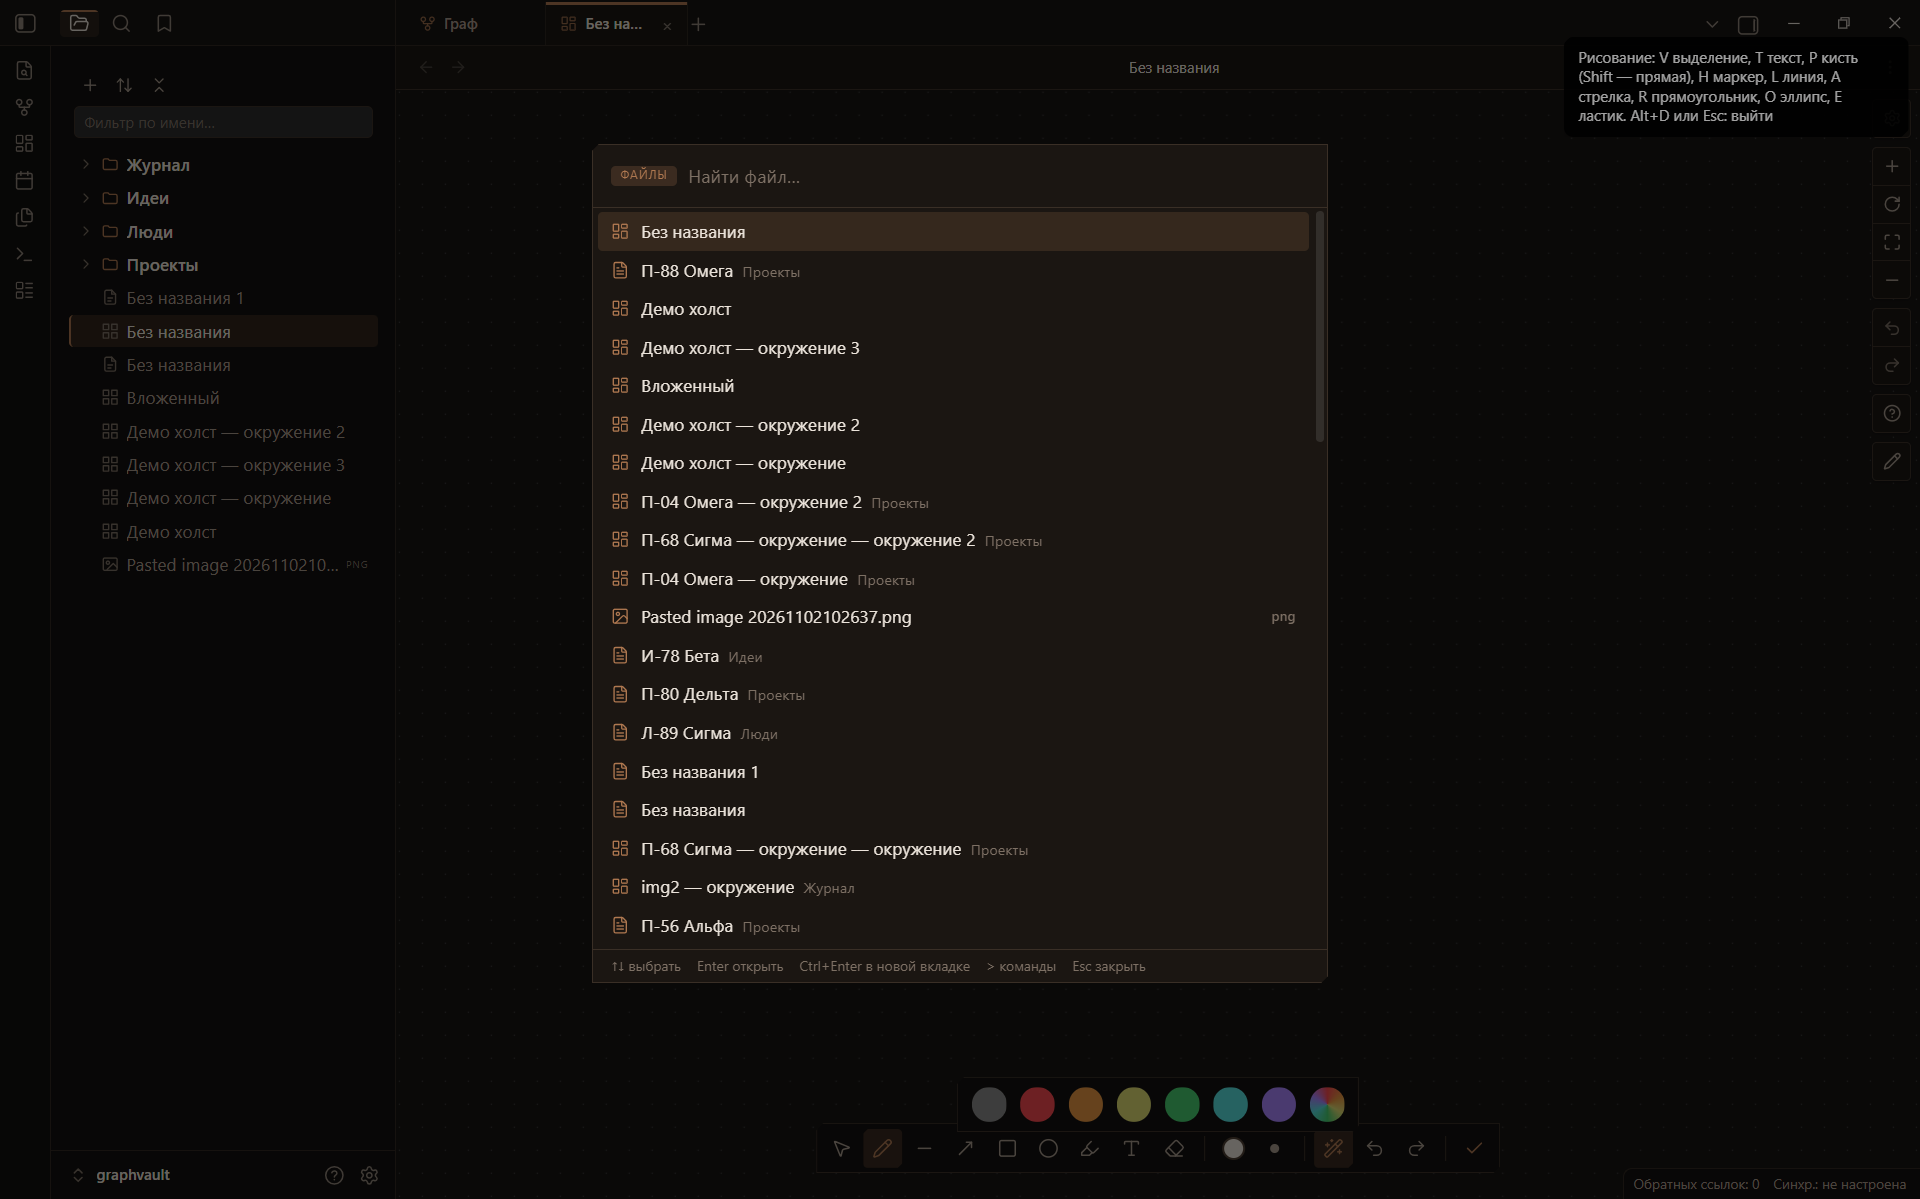 Граф
Без на...
Без названия
Рисование: V выделение, T текст, P кисть
(Shift — прямая), H маркер, L линия, A
стрелка, R прямоугольник, O эллипс, E
ластик. Alt+D или Esc: выйти
Фильтр по имени...
Журнал
Идеи
Люди
Проекты
Без названия 1
Без названия
Без названия
Вложенный
Демо холст — окружение 2
Демо холст — окружение 3
Демо холст — окружение
Демо холст
Pasted image 2026110210... PNG
graphvault
ФАЙЛЫ Найти файл...
Без названия
П-88 Омега Проекты
Демо холст
Демо холст — окружение 3
Вложенный
Демо холст — окружение 2
Демо холст — окружение
П-04 Омега — окружение 2 Проекты
П-68 Сигма — окружение — окружение 2 Проекты
П-04 Омега — окружение Проекты
Pasted image 20261102102637.png png
И-78 Бета Идеи
П-80 Дельта Проекты
Л-89 Сигма Люди
Без названия 1
Без названия
П-68 Сигма — окружение — окружение Проекты
img2 — окружение Журнал
П-56 Альфа Проекты
↑↓ выбрать Enter открыть Ctrl+Enter в новой вкладке > команды Esc закрыть
Обратных ссылок: 0 Синхр.: не настроена